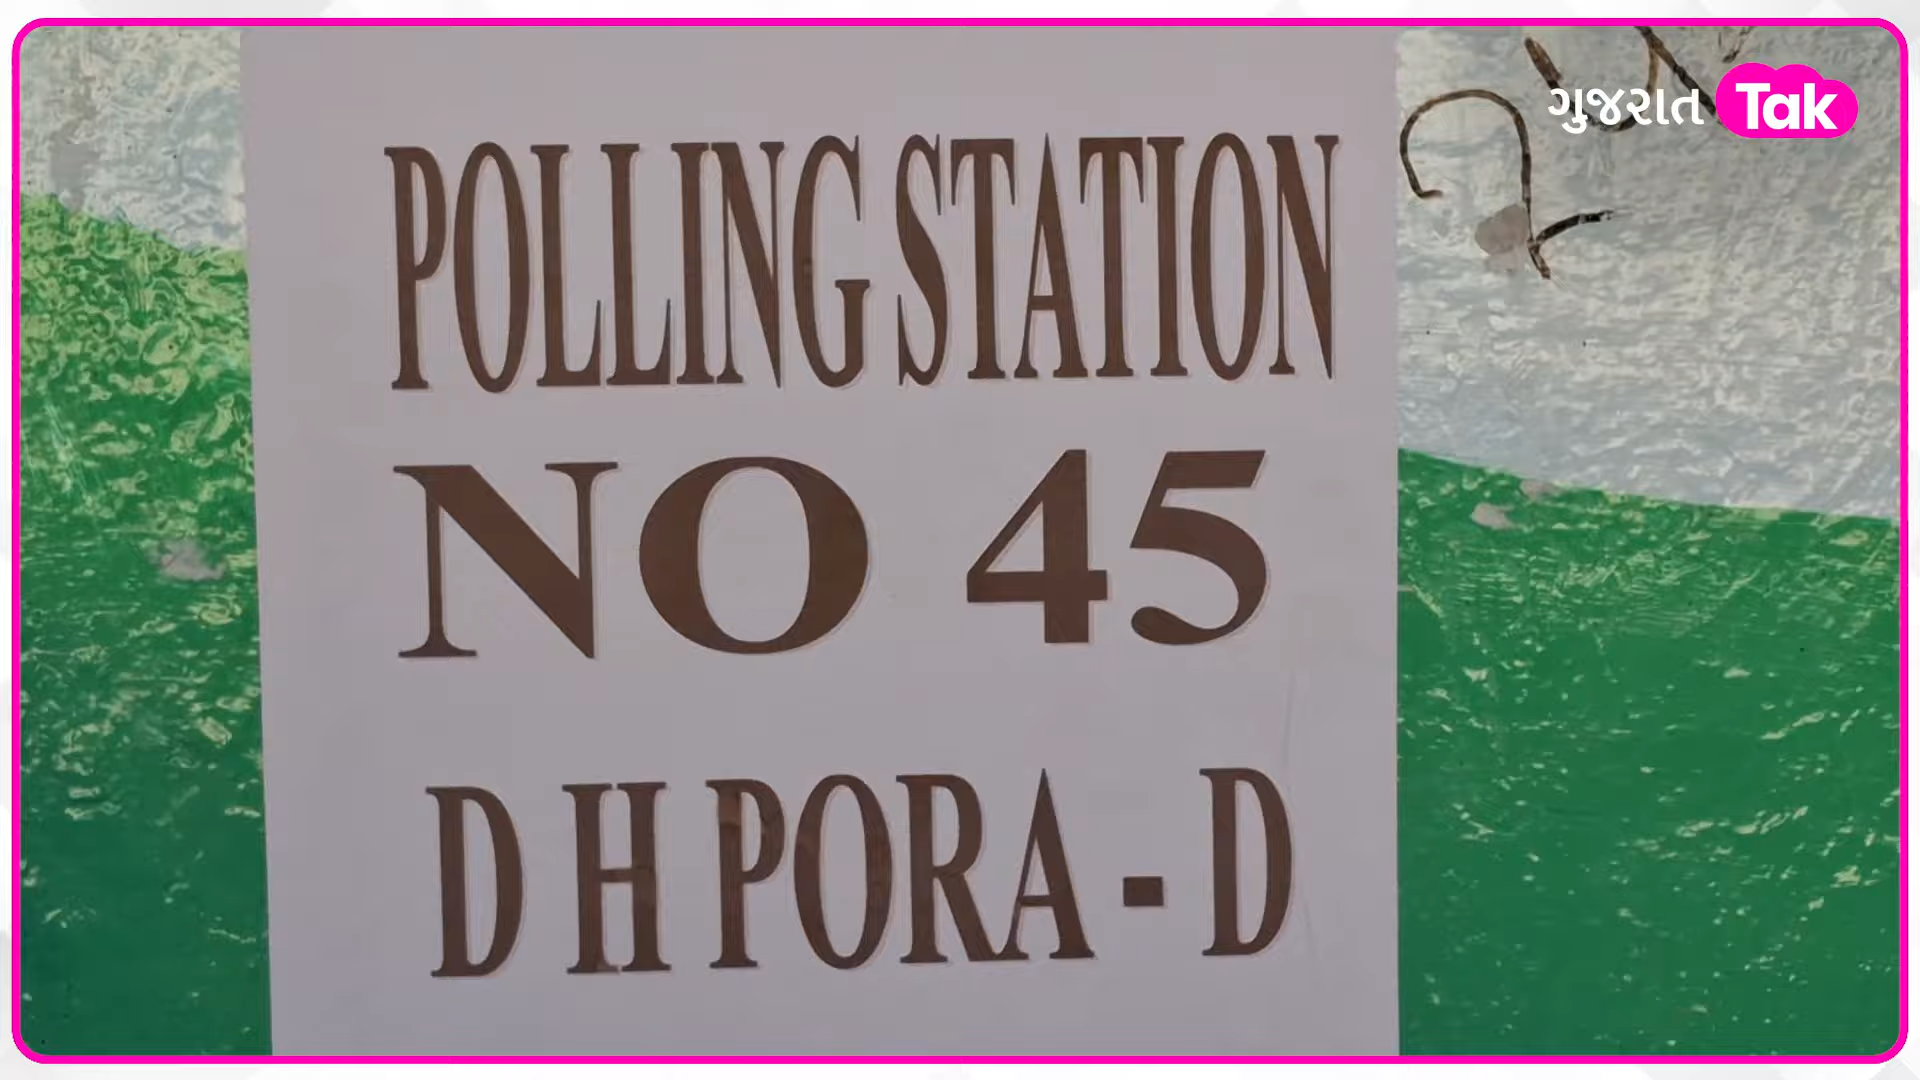 ગુજરાત Tak
POLLING STATION
NO 45
D H PORA - D